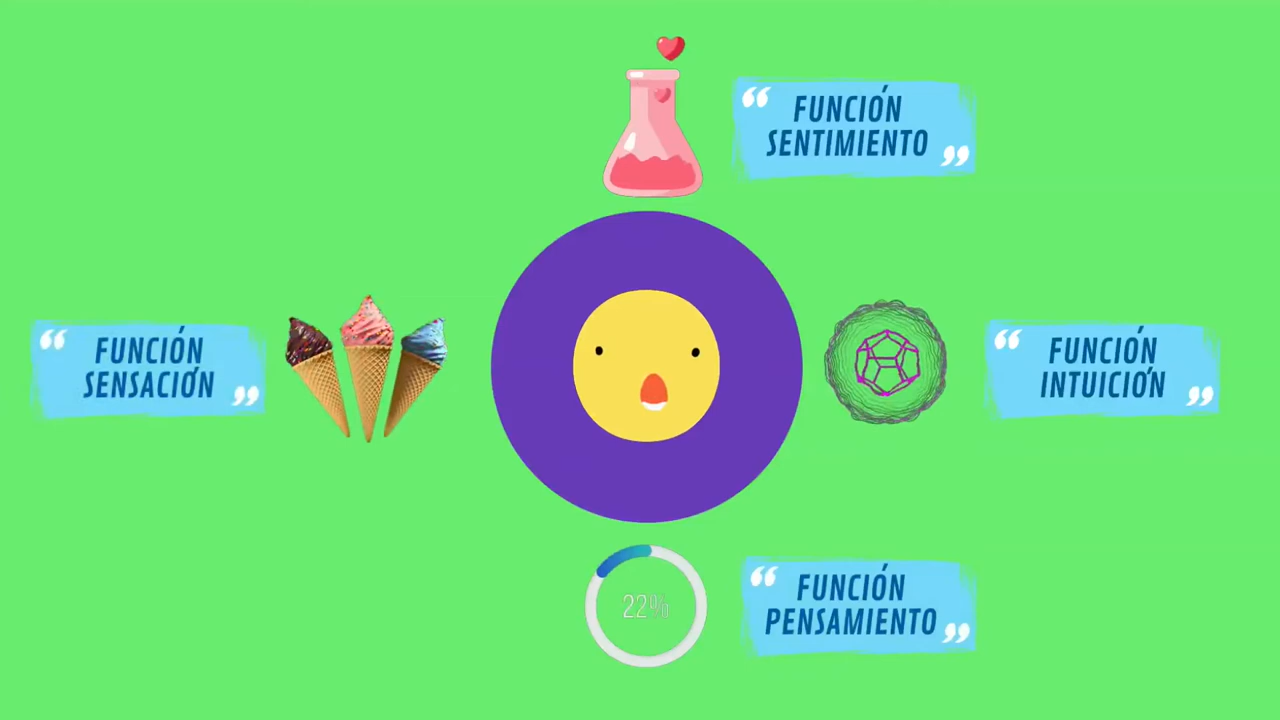 “ FUNCIÓN
SENTIMIENTO ”
“ FUNCIÓN
SENSACIÓN ”
“ FUNCIÓN
INTUICIÓN ”
22%
“ FUNCIÓN
PENSAMIENTO ”